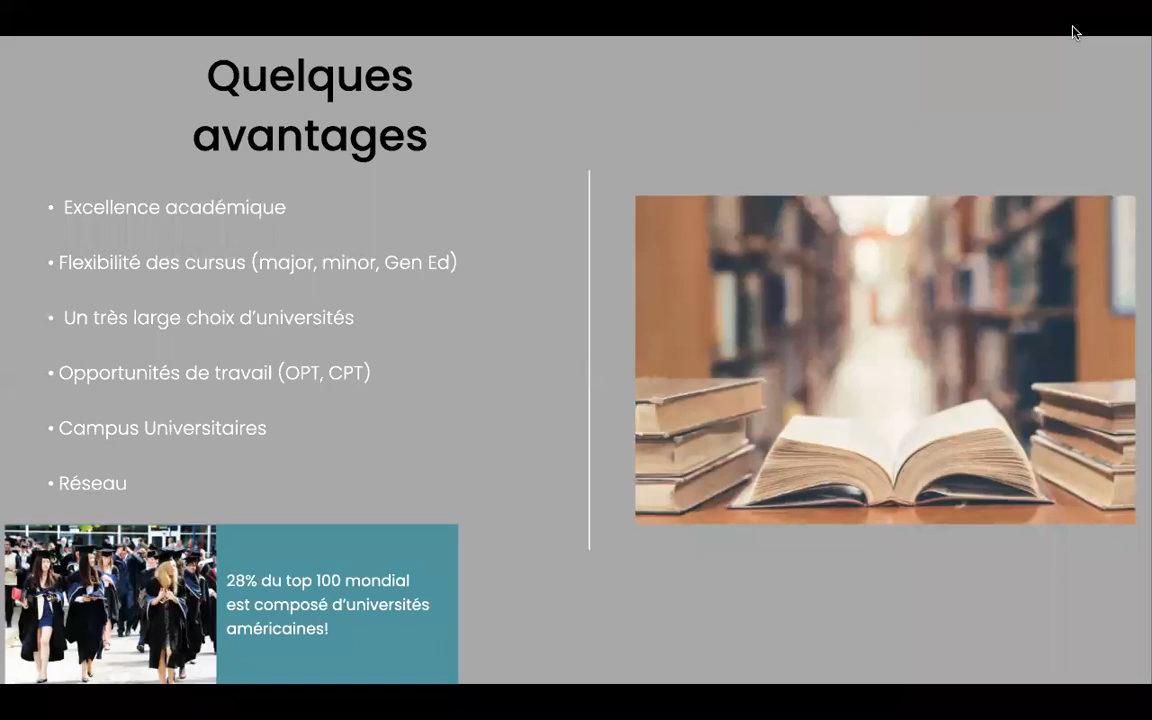 Quelques
avantages
• Excellence académique
• Flexibilité des cursus (major, minor, Gen Ed)
• Un très large choix d'universités
• Opportunités de travail (OPT, CPT)
• Campus Universitaires
• Réseau
28% du top 100 mondial
est composé d'universités
américaines!